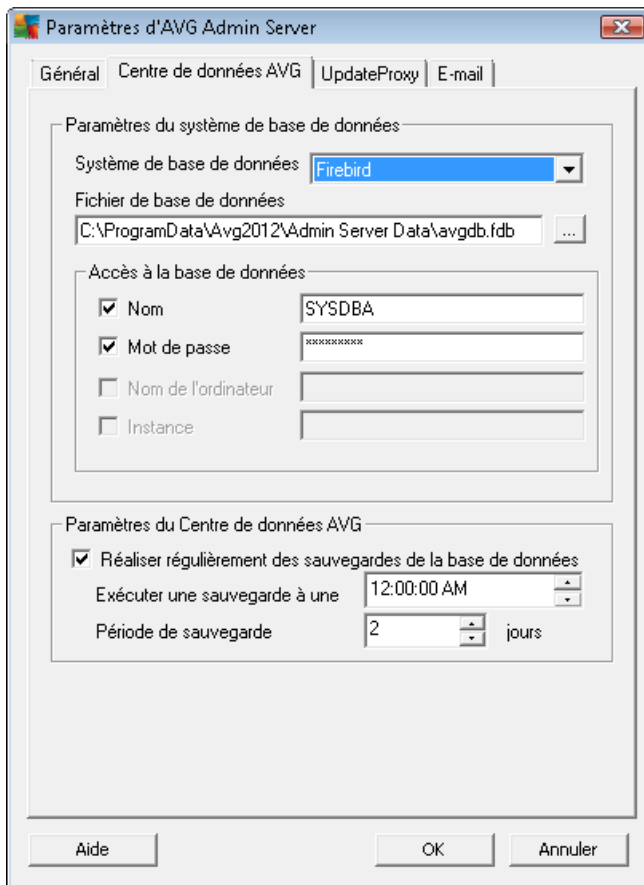 Paramètres d'AVG Admin Server
Général Centre de données AVG UpdateProxy E-mail
Paramètres du système de base de données
Système de base de données Firebird
Fichier de base de données
C:\ProgramData\Avg2012\Admin Server Data\avgdb.fdb ...
Accès à la base de données
Nom SYSDBA
Mot de passe *********
Nom de l'ordinateur
Instance
Paramètres du Centre de données AVG
Réaliser régulièrement des sauvegardes de la base de données
Exécuter une sauvegarde à une 12:00:00 AM
Période de sauvegarde 2 jours
Aide OK Annuler